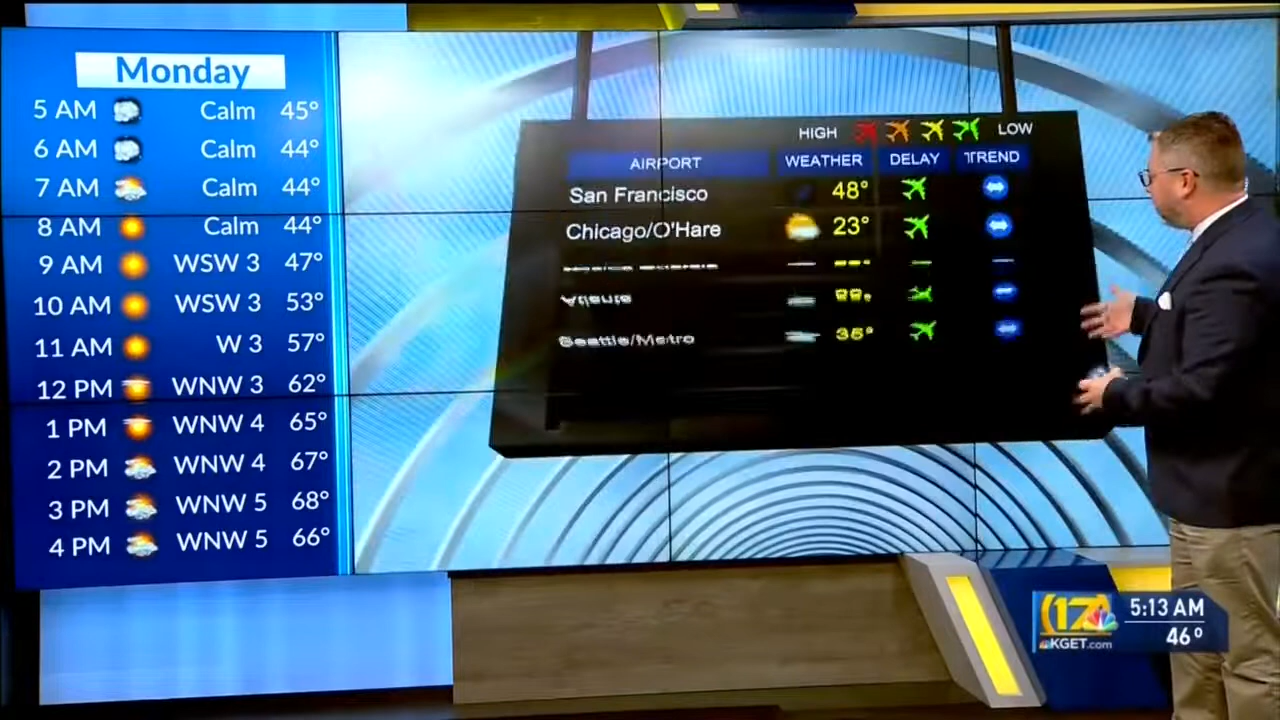 Monday
5 AM Calm 45°
6 AM Calm 44°
7 AM Calm 44°
8 AM Calm 44°
9 AM WSW 3 47°
10 AM WSW 3 53°
11 AM W 3 57°
12 PM WNW 3 62°
1 PM WNW 4 65°
2 PM WNW 4 67°
3 PM WNW 5 68°
4 PM WNW 5 66°
HIGH LOW
AIRPORT WEATHER DELAY TREND
San Francisco 48°
Chicago/O'Hare 23°
Seattle/Metro 36°
17
KGET.com
5:13 AM
46°